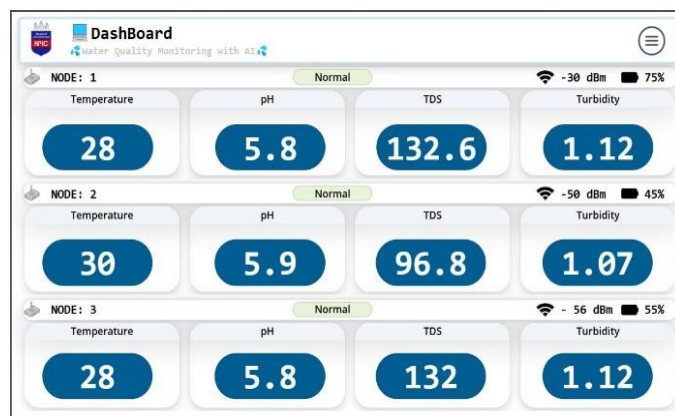 DashBoard
Water Quality Monitoring with AI
NPIC
NODE: 1 Normal -30 dBm 75%
Temperature pH TDS Turbidity
28 5.8 132.6 1.12
NODE: 2 Normal -50 dBm 45%
Temperature pH TDS Turbidity
30 5.9 96.8 1.07
NODE: 3 Normal - 56 dBm 55%
Temperature pH TDS Turbidity
28 5.8 132 1.12